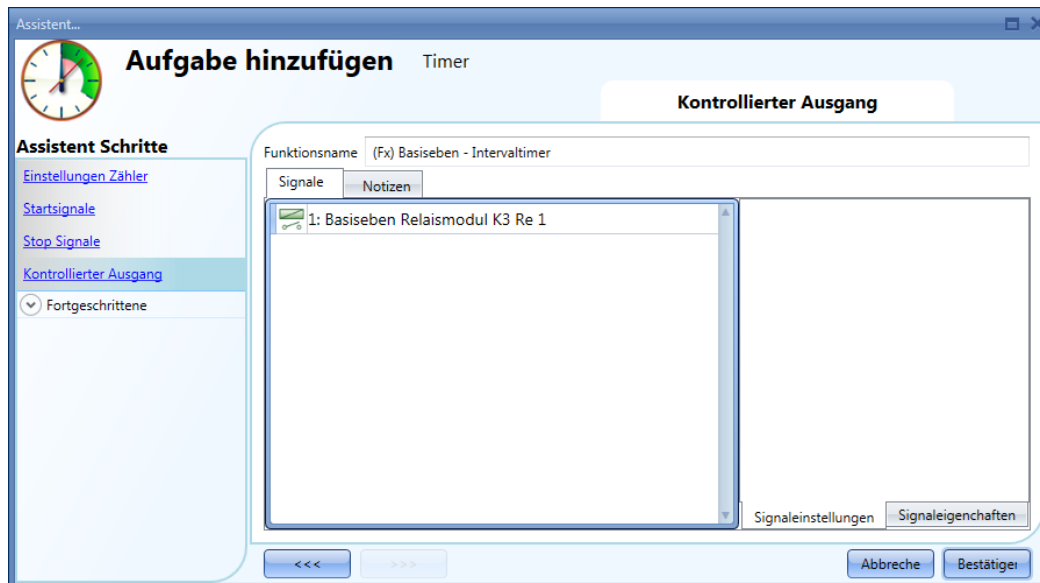 Assistent...
Aufgabe hinzufügen Timer
Kontrollierter Ausgang
Assistent Schritte
Einstellungen Zähler
Startsignale
Stop Signale
Kontrollierter Ausgang
Fortgeschrittene
Funktionsname (Fx) Basiseben - Intervaltimer
Signale Notizen
1: Basiseben Relaismodul K3 Re 1
Signaleinstellungen Signaleigenchaften
<<< >>> Abbreche Bestätiger